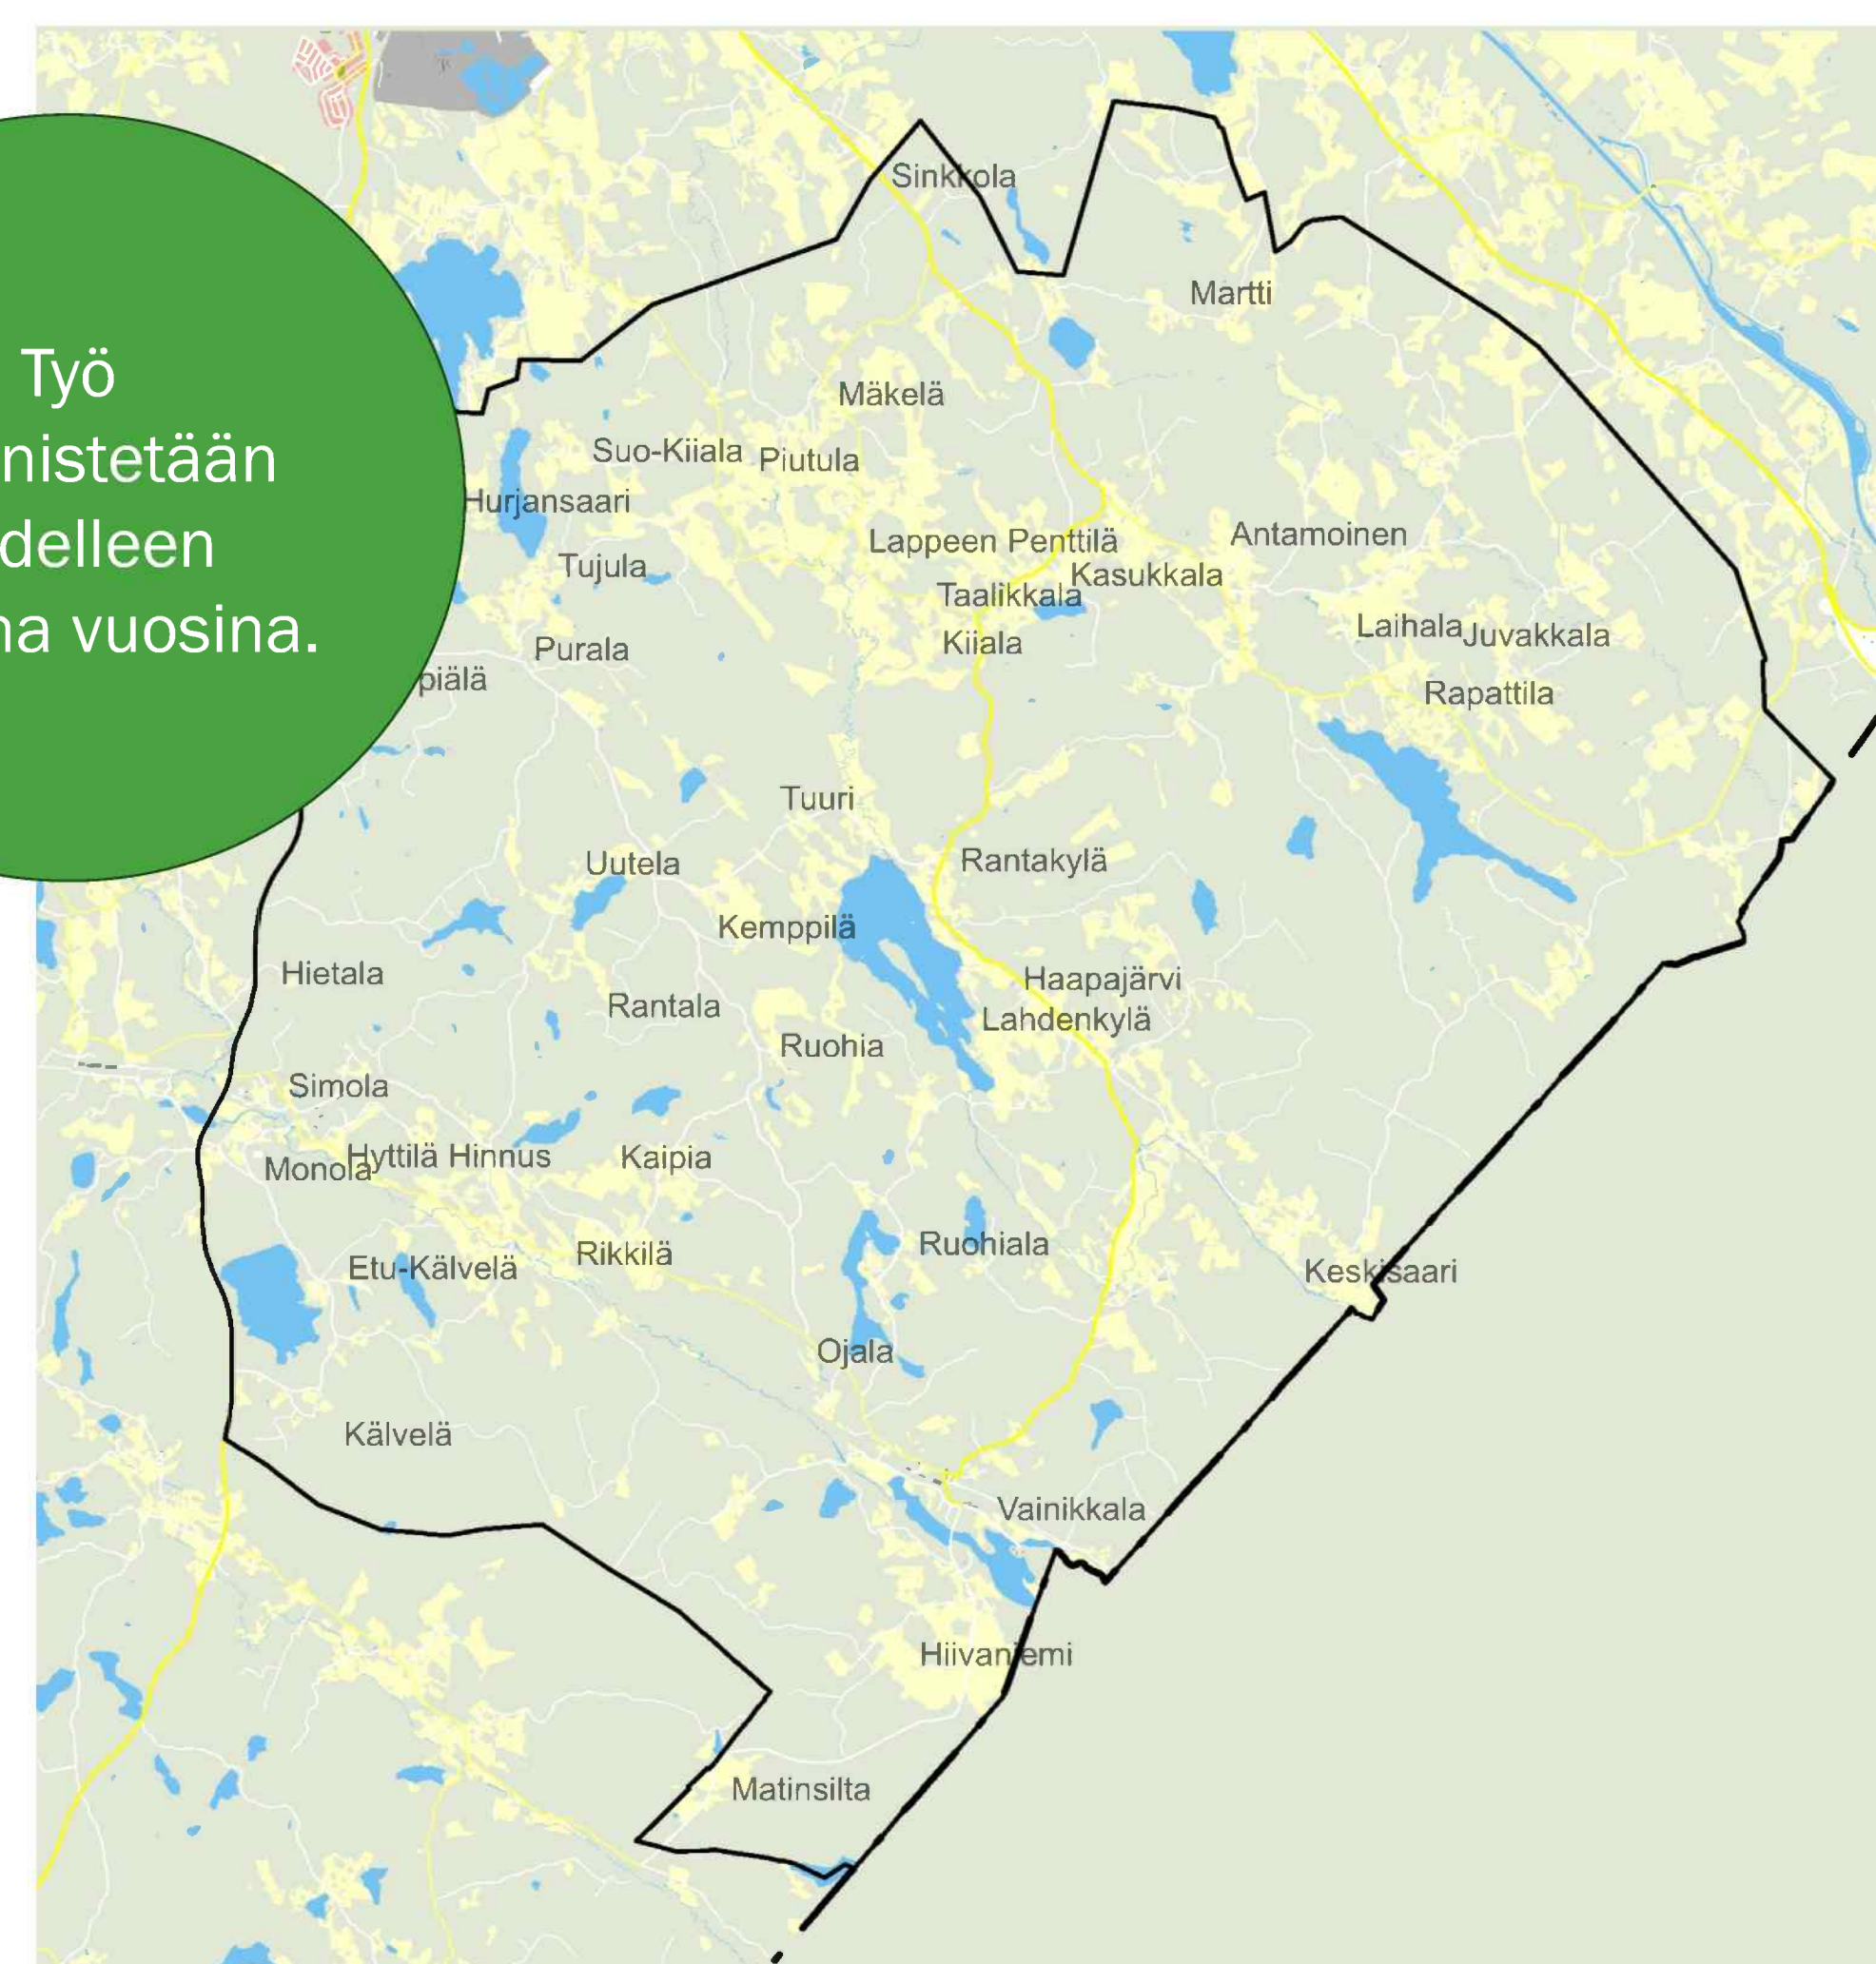 Työ
nistetään
delleen
na vuosina.
Sinkkola
Martti
Mäkelä
Suo-Kiiala
Piutula
Hurjansaari
Lappeen Penttilä
Antamoinen
Tujula
Kasukkala
Taalikkala
Laihala
Juvakkala
Kiiala
Purala
piälä
Rapattila
Tuuri
Uutela
Rantakylä
Kemppilä
Hietala
Haapajärvi
Rantala
Lahdenkylä
Ruohia
Simola
Hyttilä Hinnus
Kaipia
Monola
Ruohiala
Rikkilä
Etu-Kälvelä
Keskisaari
Ojala
Kälvelä
Vainikkala
Hiivaniemi
Matinsilta